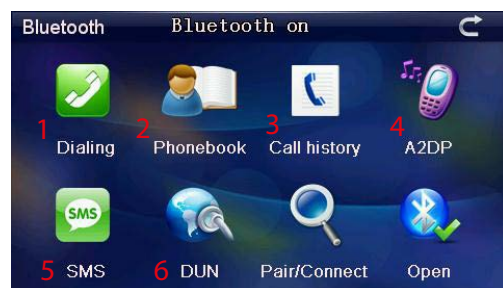 Bluetooth Bluetooth on
1 2 3 4
Dialing Phonebook Call history A2DP
SMS
5 SMS 6 DUN Pair/Connect Open